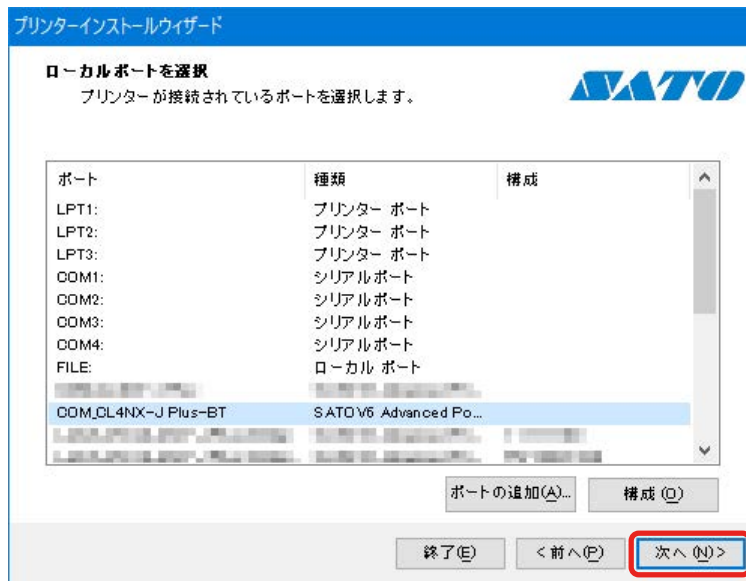 プリンターインストールウィザード
ローカルポートを選択
プリンターが接続されているポートを選択します。
SATO
ポート 種類 構成
LPT1: プリンター ポート
LPT2: プリンター ポート
LPT3: プリンター ポート
COM1: シリアルポート
COM2: シリアルポート
COM3: シリアルポート
COM4: シリアルポート
FILE: ローカル ポート
COM_CL4NX-J Plus-BT SATOV6 Advanced Po...
ポートの追加(A)... 構成(O)
終了(E) <前へ(P) 次へ(N)>